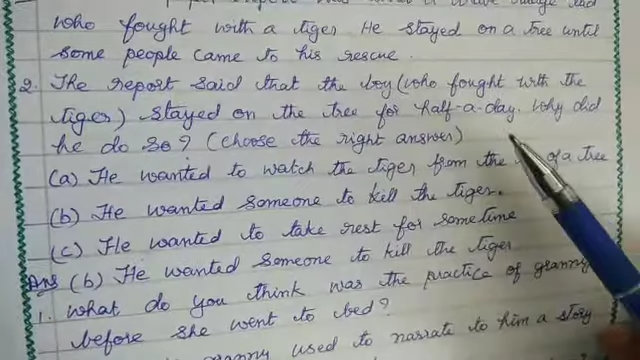 who fought with a tiger. He stayed on a tree until
some people came to his rescue.
2. The report said that the boy (who fought with the
tiger) stayed on the tree for half-a-day. Why did
he do so? (choose the right answer)
(a) He wanted to watch the tiger from the of a tree
(b) He wanted someone to kill the tiger.
(c) He wanted to take rest for sometime
Ans (b) He wanted someone to kill the tiger
1. What do you think was the practice of granny
before she went to bed?
granny used to narrate to him a story